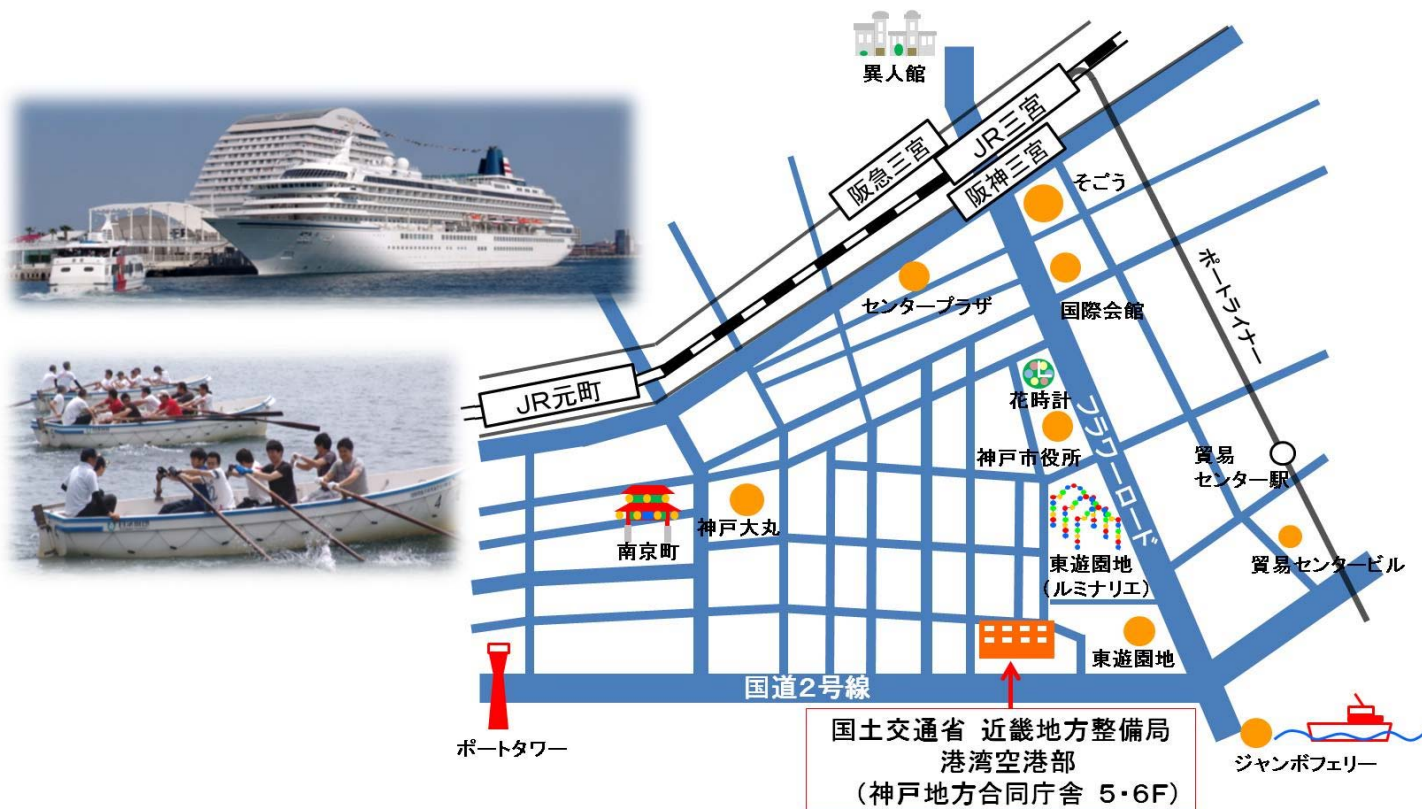 異人館
阪急三宮
JR三宮
阪神三宮
そごう
センタープラザ
国際会館
ポートライナー
JR元町
花時計
フラワーロード
神戸市役所
貿易
センター駅
南京町
神戸大丸
東遊園地
(ルミナリエ)
貿易センタービル
東遊園地
国道2号線
ポートタワー
国土交通省 近畿地方整備局
港湾空港部
(神戸地方合同庁舎 5・6F)
ジャンボフェリー
4